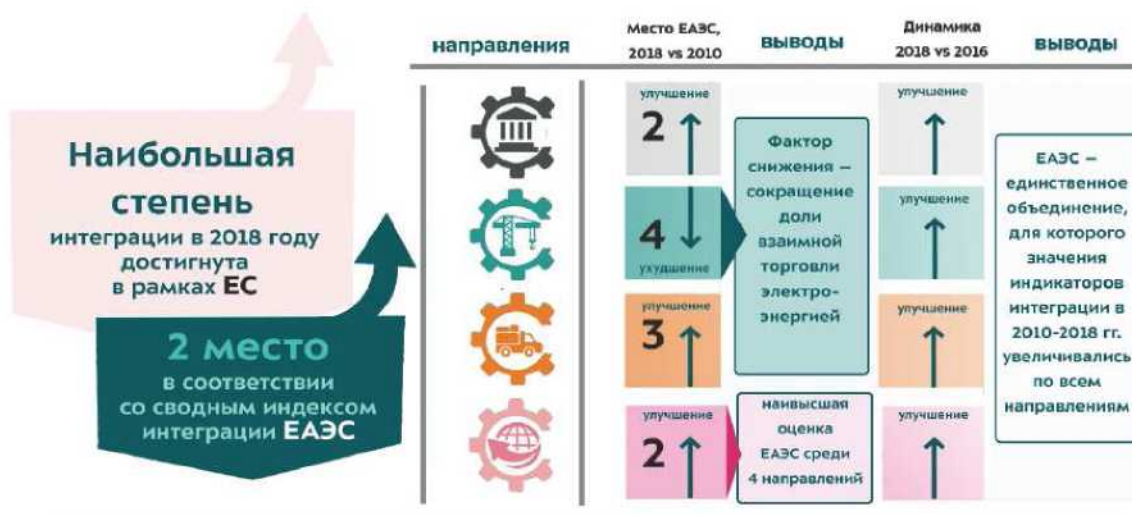 Наибольшая
степень
интеграции в 2018 году
достигнута
в рамках ЕС
2 место
в соответствии
со сводным индексом
интеграции ЕАЭС
направления
Место ЕАЭС,
2018 vs 2010
выводы
Динамика
2018 vs 2016
выводы
улучшение
2
4
ухудшение
улучшение
3
улучшение
2
Фактор
снижения –
сокращение
доли
взаимной
торговли
электро-
энергией
наивысшая
оценка
ЕАЭС среди
4 направлений
улучшение
улучшение
улучшение
улучшение
ЕАЭС –
единственное
объединение,
для которого
значения
индикаторов
интеграции в
2010-2018 гг.
увеличивались
по всем
направлениям